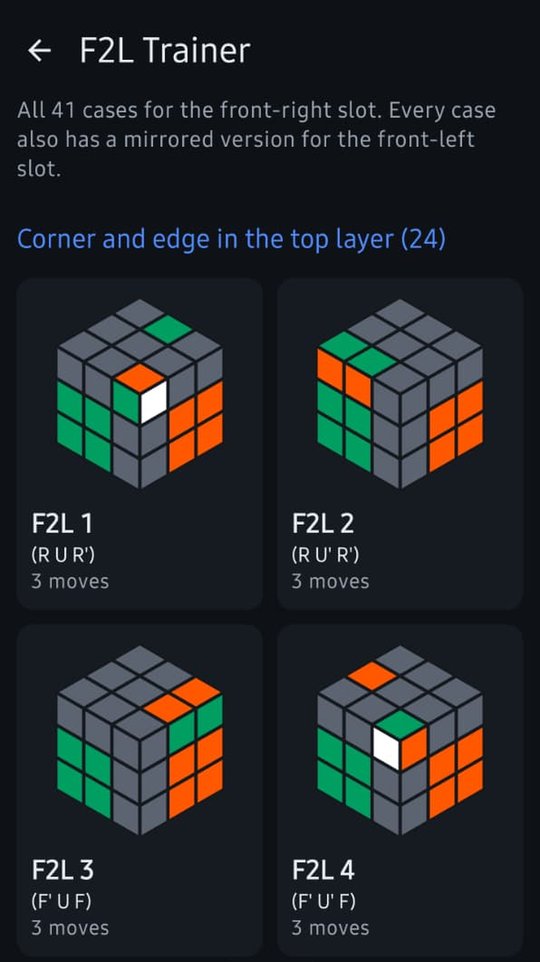 F2L Trainer
All 41 cases for the front-right slot. Every case
also has a mirrored version for the front-left
slot.
Corner and edge in the top layer (24)
F2L 1
(R U R')
3 moves
F2L 2
(R U' R')
3 moves
F2L 3
(F' U F)
3 moves
F2L 4
(F' U' F)
3 moves